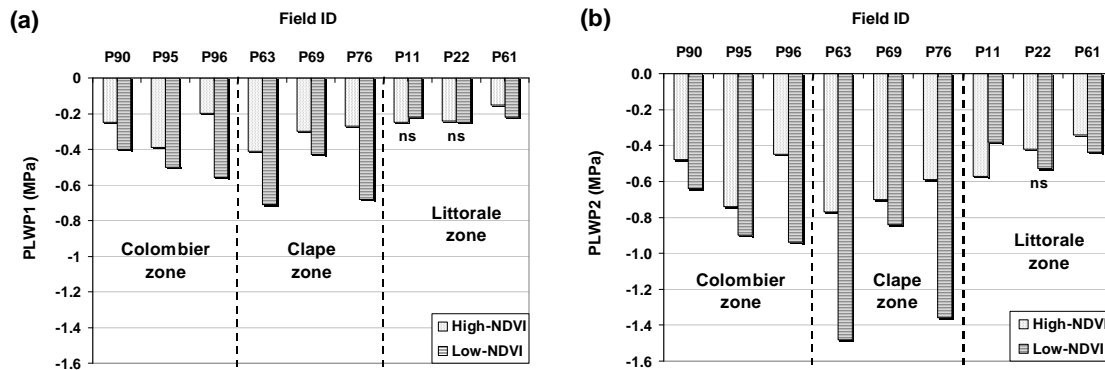 (a)
Field ID
P90 P95 P96 P63 P69 P76 P11 P22 P61
0
-0.2
-0.4
-0.6
-0.8
-1
-1.2
-1.4
-1.6
PLWP1 (MPa)
ns ns
Colombier
zone
Clape
zone
Littorale
zone
High-NDVI
Low-NDVI
(b)
Field ID
P90 P95 P96 P63 P69 P76 P11 P22 P61
0.0
-0.2
-0.4
-0.6
-0.8
-1.0
-1.2
-1.4
-1.6
PLWP2 (MPa)
ns
Colombier
zone
Clape
zone
Littorale
zone
High-NDVI
Low-NDVI